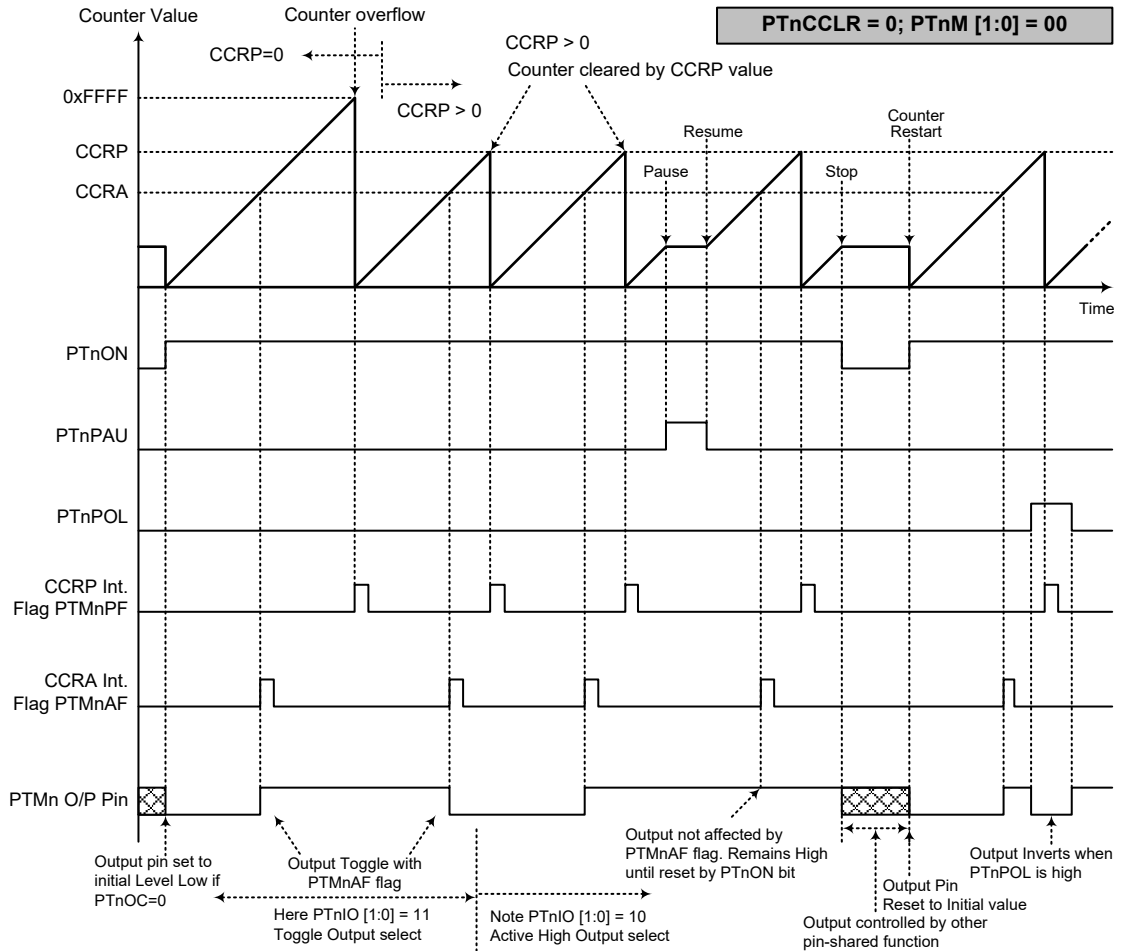 Counter Value
Counter overflow
PTnCCLR = 0; PTnM [1:0] = 00
CCRP=0
CCRP > 0
CCRP > 0
Counter cleared by CCRP value
0xFFFF
CCRP
CCRA
Pause
Resume
Stop
Counter
Restart
Time
PTnON
PTnPAU
PTnPOL
CCRP Int.
Flag PTMnPF
CCRA Int.
Flag PTMnAF
PTMn O/P Pin
Output pin set to
initial Level Low if
PTnOC=0
Output Toggle with
PTMnAF flag
Here PTnIO [1:0] = 11
Toggle Output select
Note PTnIO [1:0] = 10
Active High Output select
Output not affected by
PTMnAF flag. Remains High
until reset by PTnON bit
Output Pin
Reset to Initial value
Output controlled by other
pin-shared function
Output Inverts when
PTnPOL is high